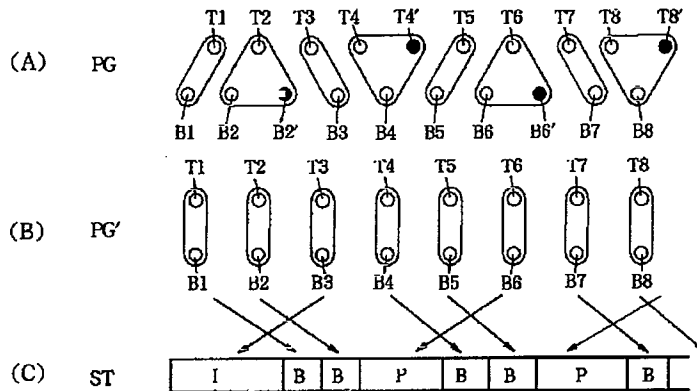 T1 T2 T3 T4 T4′ T5 T6 T7 T8 T8′
(A) PG
B1 B2 B2′ B3 B4 B5 B6 B6′ B7 B8
T1 T2 T3 T4 T5 T6 T7 T8
(B) PG′
B1 B2 B3 B4 B5 B6 B7 B8
(C) ST I B B P B B P B